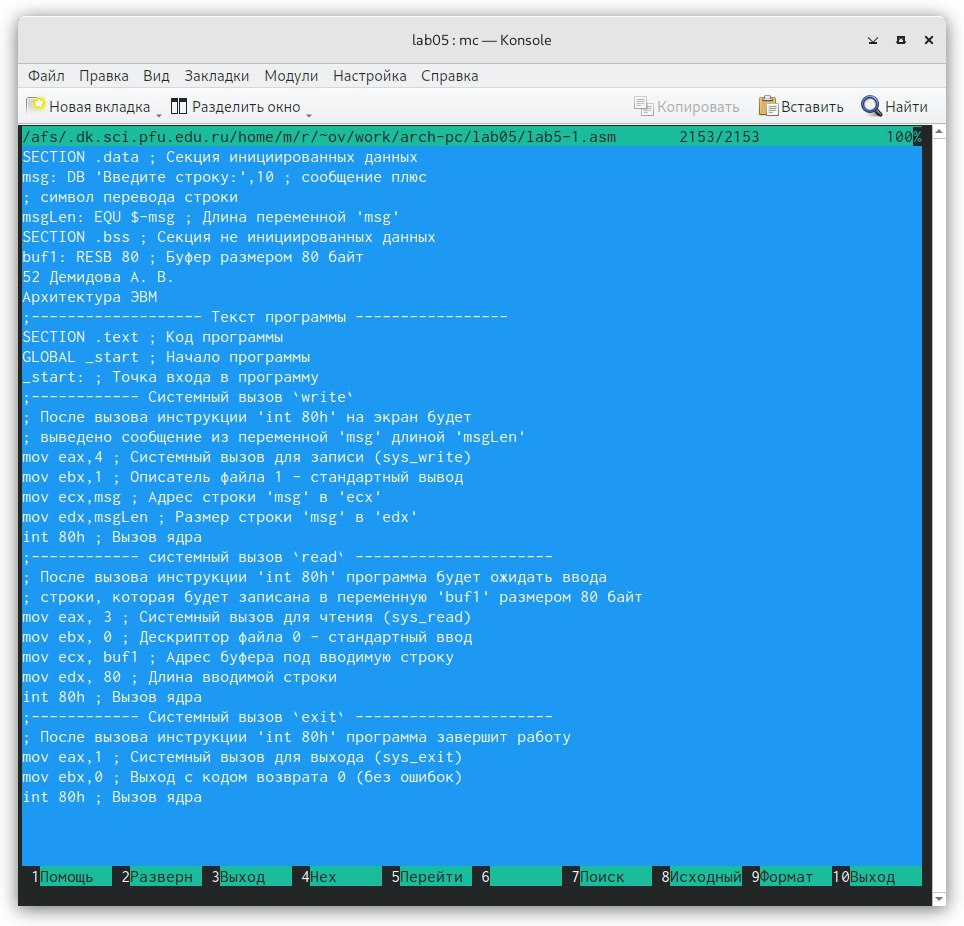 lab05 : mc — Konsole
Файл Правка Вид Закладки Модули Настройка Справка
Новая вкладка Разделить окно Копировать Вставить Найти
/afs/.dk.sci.pfu.edu.ru/home/m/r/~ov/work/arch-pc/lab05/lab5-1.asm 2153/2153 100%
SECTION .data ; Секция инициированных данных
msg: DB 'Введите строку:',10 ; сообщение плюс
; символ перевода строки
msgLen: EQU $-msg ; Длина переменной 'msg'
SECTION .bss ; Секция не инициированных данных
buf1: RESB 80 ; Буфер размером 80 байт
52 Демидова А. В.
Архитектура ЭВМ
;------------------- Текст программы -----------------
SECTION .text ; Код программы
GLOBAL _start ; Начало программы
_start: ; Точка входа в программу
;------------ Системный вызов `write`
; После вызова инструкции 'int 80h' на экран будет
; выведено сообщение из переменной 'msg' длиной 'msgLen'
mov eax,4 ; Системный вызов для записи (sys_write)
mov ebx,1 ; Описатель файла 1 - стандартный вывод
mov ecx,msg ; Адрес строки 'msg' в 'ecx'
mov edx,msgLen ; Размер строки 'msg' в 'edx'
int 80h ; Вызов ядра
;------------ системный вызов `read` ----------------------
; После вызова инструкции 'int 80h' программа будет ожидать ввода
; строки, которая будет записана в переменную 'buf1' размером 80 байт
mov eax, 3 ; Системный вызов для чтения (sys_read)
mov ebx, 0 ; Дескриптор файла 0 - стандартный ввод
mov ecx, buf1 ; Адрес буфера под вводимую строку
mov edx, 80 ; Длина вводимой строки
int 80h ; Вызов ядра
;------------ Системный вызов `exit` ----------------------
; После вызова инструкции 'int 80h' программа завершит работу
mov eax,1 ; Системный вызов для выхода (sys_exit)
mov ebx,0 ; Выход с кодом возврата 0 (без ошибок)
int 80h ; Вызов ядра
1Помощь 2Разверн 3Выход 4Hex 5Перейти 6 7Поиск 8Исходный 9Формат 10Выход